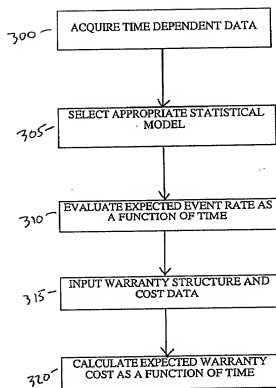 300
ACQUIRE TIME DEPENDENT DATA
305
SELECT APPROPRIATE STATISTICAL
MODEL
310
EVALUATE EXPECTED EVENT RATE AS
A FUNCTION OF TIME
315
INPUT WARRANTY STRUCTURE AND
COST DATA
320
CALCULATE EXPECTED WARRANTY
COST AS A FUNCTION OF TIME